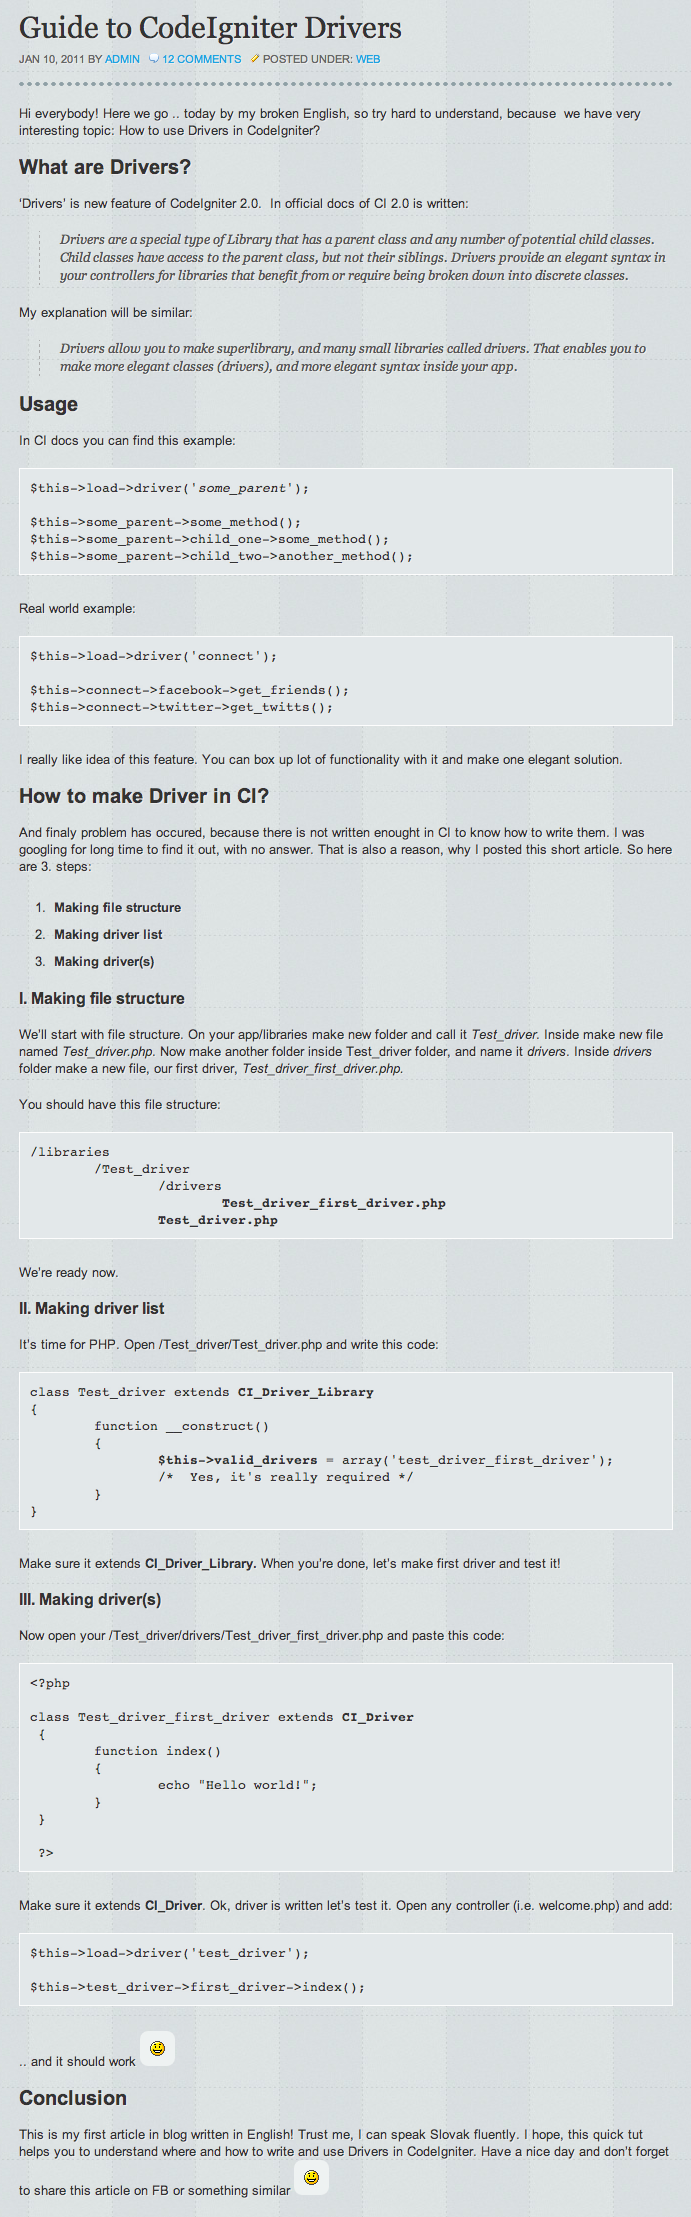 Guide to CodeIgniter Drivers
JAN 10, 2011 BY ADMIN 12 COMMENTS POSTED UNDER: WEB
Hi everybody! Here we go .. today by my broken English, so try hard to understand, because  we have very
interesting topic: How to use Drivers in CodeIgniter?
What are Drivers?
'Drivers' is new feature of CodeIgniter 2.0.  In official docs of CI 2.0 is written:
Drivers are a special type of Library that has a parent class and any number of potential child classes.
Child classes have access to the parent class, but not their siblings. Drivers provide an elegant syntax in
your controllers for libraries that benefit from or require being broken down into discrete classes.
My explanation will be similar:
Drivers allow you to make superlibrary, and many small libraries called drivers. That enables you to
make more elegant classes (drivers), and more elegant syntax inside your app.
Usage
In CI docs you can find this example:
$this->load->driver('some_parent');
$this->some_parent->some_method();
$this->some_parent->child_one->some_method();
$this->some_parent->child_two->another_method();
Real world example:
$this->load->driver('connect');
$this->connect->facebook->get_friends();
$this->connect->twitter->get_twitts();
I really like idea of this feature. You can box up lot of functionality with it and make one elegant solution.
How to make Driver in CI?
And finaly problem has occured, because there is not written enought in CI to know how to write them. I was
googling for long time to find it out, with no answer. That is also a reason, why I posted this short article. So here
are 3. steps:
1. Making file structure
2. Making driver list
3. Making driver(s)
I. Making file structure
We'll start with file structure. On your app/libraries make new folder and call it Test_driver. Inside make new file
named Test_driver.php. Now make another folder inside Test_driver folder, and name it drivers. Inside drivers
folder make a new file, our first driver, Test_driver_first_driver.php.
You should have this file structure:
/libraries
        /Test_driver
                /drivers
                        Test_driver_first_driver.php
                Test_driver.php
We're ready now.
II. Making driver list
It's time for PHP. Open /Test_driver/Test_driver.php and write this code:
class Test_driver extends CI_Driver_Library
{
        function __construct()
        {
                $this->valid_drivers = array('test_driver_first_driver');
                /*  Yes, it's really required */
        }
}
Make sure it extends CI_Driver_Library. When you're done, let's make first driver and test it!
III. Making driver(s)
Now open your /Test_driver/drivers/Test_driver_first_driver.php and paste this code:
<?php
class Test_driver_first_driver extends CI_Driver
 {
        function index()
        {
                echo "Hello world!";
        }
 }
 ?>
Make sure it extends CI_Driver. Ok, driver is written let's test it. Open any controller (i.e. welcome.php) and add:
$this->load->driver('test_driver');
$this->test_driver->first_driver->index();
.. and it should work
Conclusion
This is my first article in blog written in English! Trust me, I can speak Slovak fluently. I hope, this quick tut
helps you to understand where and how to write and use Drivers in CodeIgniter. Have a nice day and don't forget
to share this article on FB or something similar